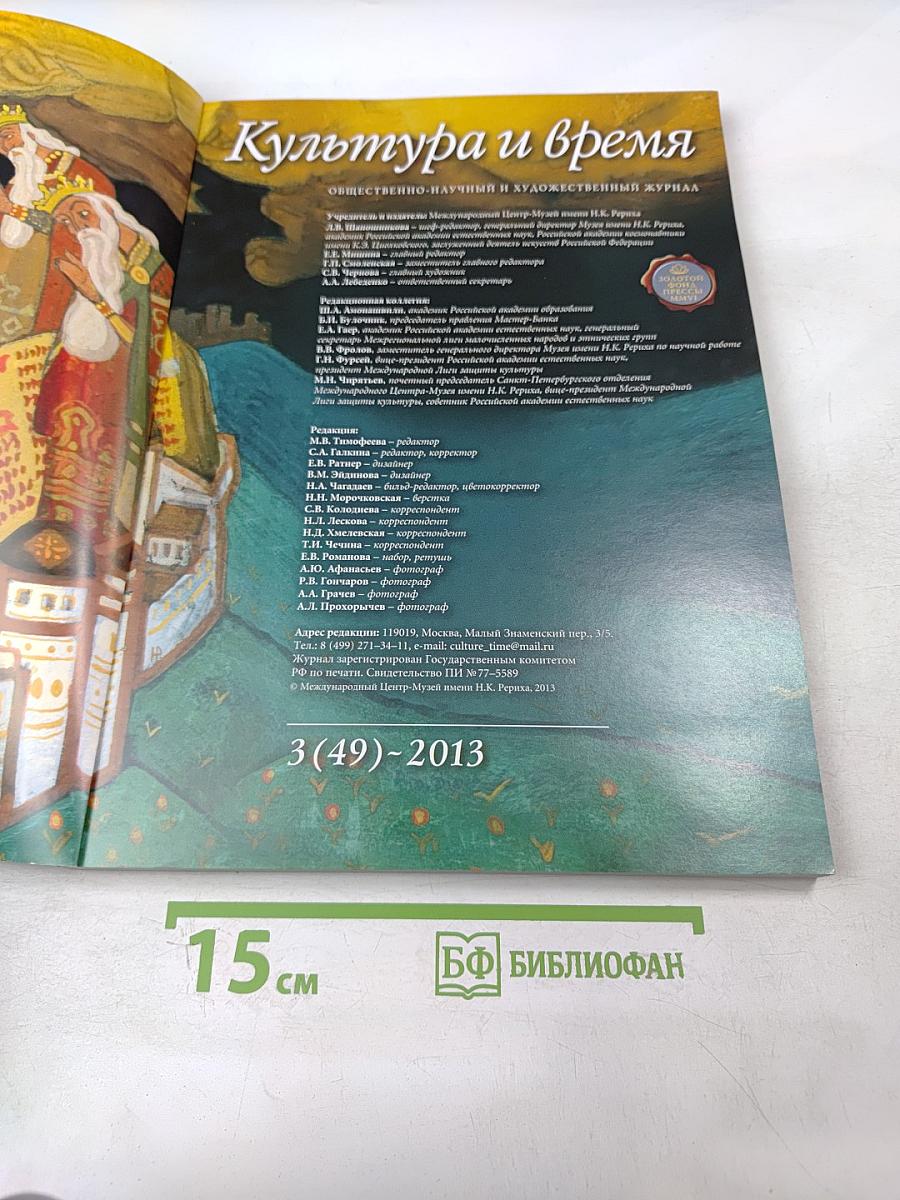 Культура и время
ОБЩЕСТВЕННО-НАУЧНЫЙ И ХУДОЖЕСТВЕННЫЙ ЖУРНАЛ
Учредитель и издатель: Международный Центр-Музей имени Н.К. Рериха
Л.В. Шапошникова – шеф-редактор, генеральный директор Музея имени Н.К. Рериха,
академик Российской академии естественных наук, Российской академии космонавтики
имени К.Э. Циолковского, заслуженный деятель искусств Российской Федерации
Е.Е. Мишина – главный редактор
Т.П. Смоленская – заместитель главного редактора
С.В. Чернова – главный художник
А.А. Лебеденко – ответственный секретарь
ЗОЛОТОЙ
ФОНД
ПРЕССЫ
MMVI
Редакционная коллегия:
Ш.А. Амонашвили, академик Российской академии образования
Б.И. Булочник, председатель правления Мастер-Банка
Е.А. Гаер, академик Российской академии естественных наук, генеральный
секретарь Межрегиональной лиги малочисленных народов и этнических групп
В.В. Фролов, заместитель генерального директора Музея имени Н.К. Рериха по научной работе
Г.Н. Фурсей, вице-президент Российской академии естественных наук,
президент Международной Лиги защиты культуры
М.Н. Чирятьев, почетный председатель Санкт-Петербургского отделения
Международного Центра-Музея имени Н.К. Рериха, вице-президент Международной
Лиги защиты культуры, советник Российской академии естественных наук
Редакция:
М.В. Тимофеева – редактор
С.А. Галкина – редактор, корректор
Е.В. Ратнер – дизайнер
В.М. Эйдинова – дизайнер
Н.А. Чагадаев – бильд-редактор, цветокорректор
Н.Н. Морочковская – верстка
С.В. Колодиева – корреспондент
Н.Л. Лескова – корреспондент
Н.Д. Хмелевская – корреспондент
Т.И. Чечина – корреспондент
Е.В. Романова – набор, ретушь
А.Ю. Афанасьев – фотограф
Р.В. Гончаров – фотограф
А.А. Грачев – фотограф
А.Л. Прохорычев – фотограф
Адрес редакции: 119019, Москва, Малый Знаменский пер., 3/5.
Тел.: 8 (499) 271–34–11, e-mail: culture_time@mail.ru
Журнал зарегистрирован Государственным комитетом
РФ по печати. Свидетельство ПИ №77–5589
© Международный Центр-Музей имени Н.К. Рериха, 2013
3(49)~2013
15 см
БФ БИБЛИОФАН